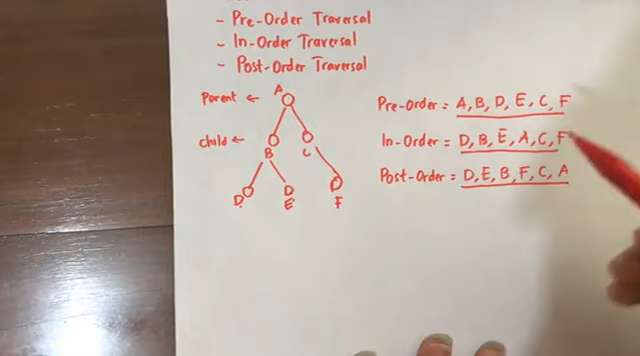 - Pre-Order Traversal
- In-Order Traversal
- Post-Order Traversal
A
Parent ←
Pre-Order = A, B, D, E, C, F
child ←
B
C
In-Order = D, B, E, A, C, F
Post-Order = D, E, B, F, C, A
D
E
F